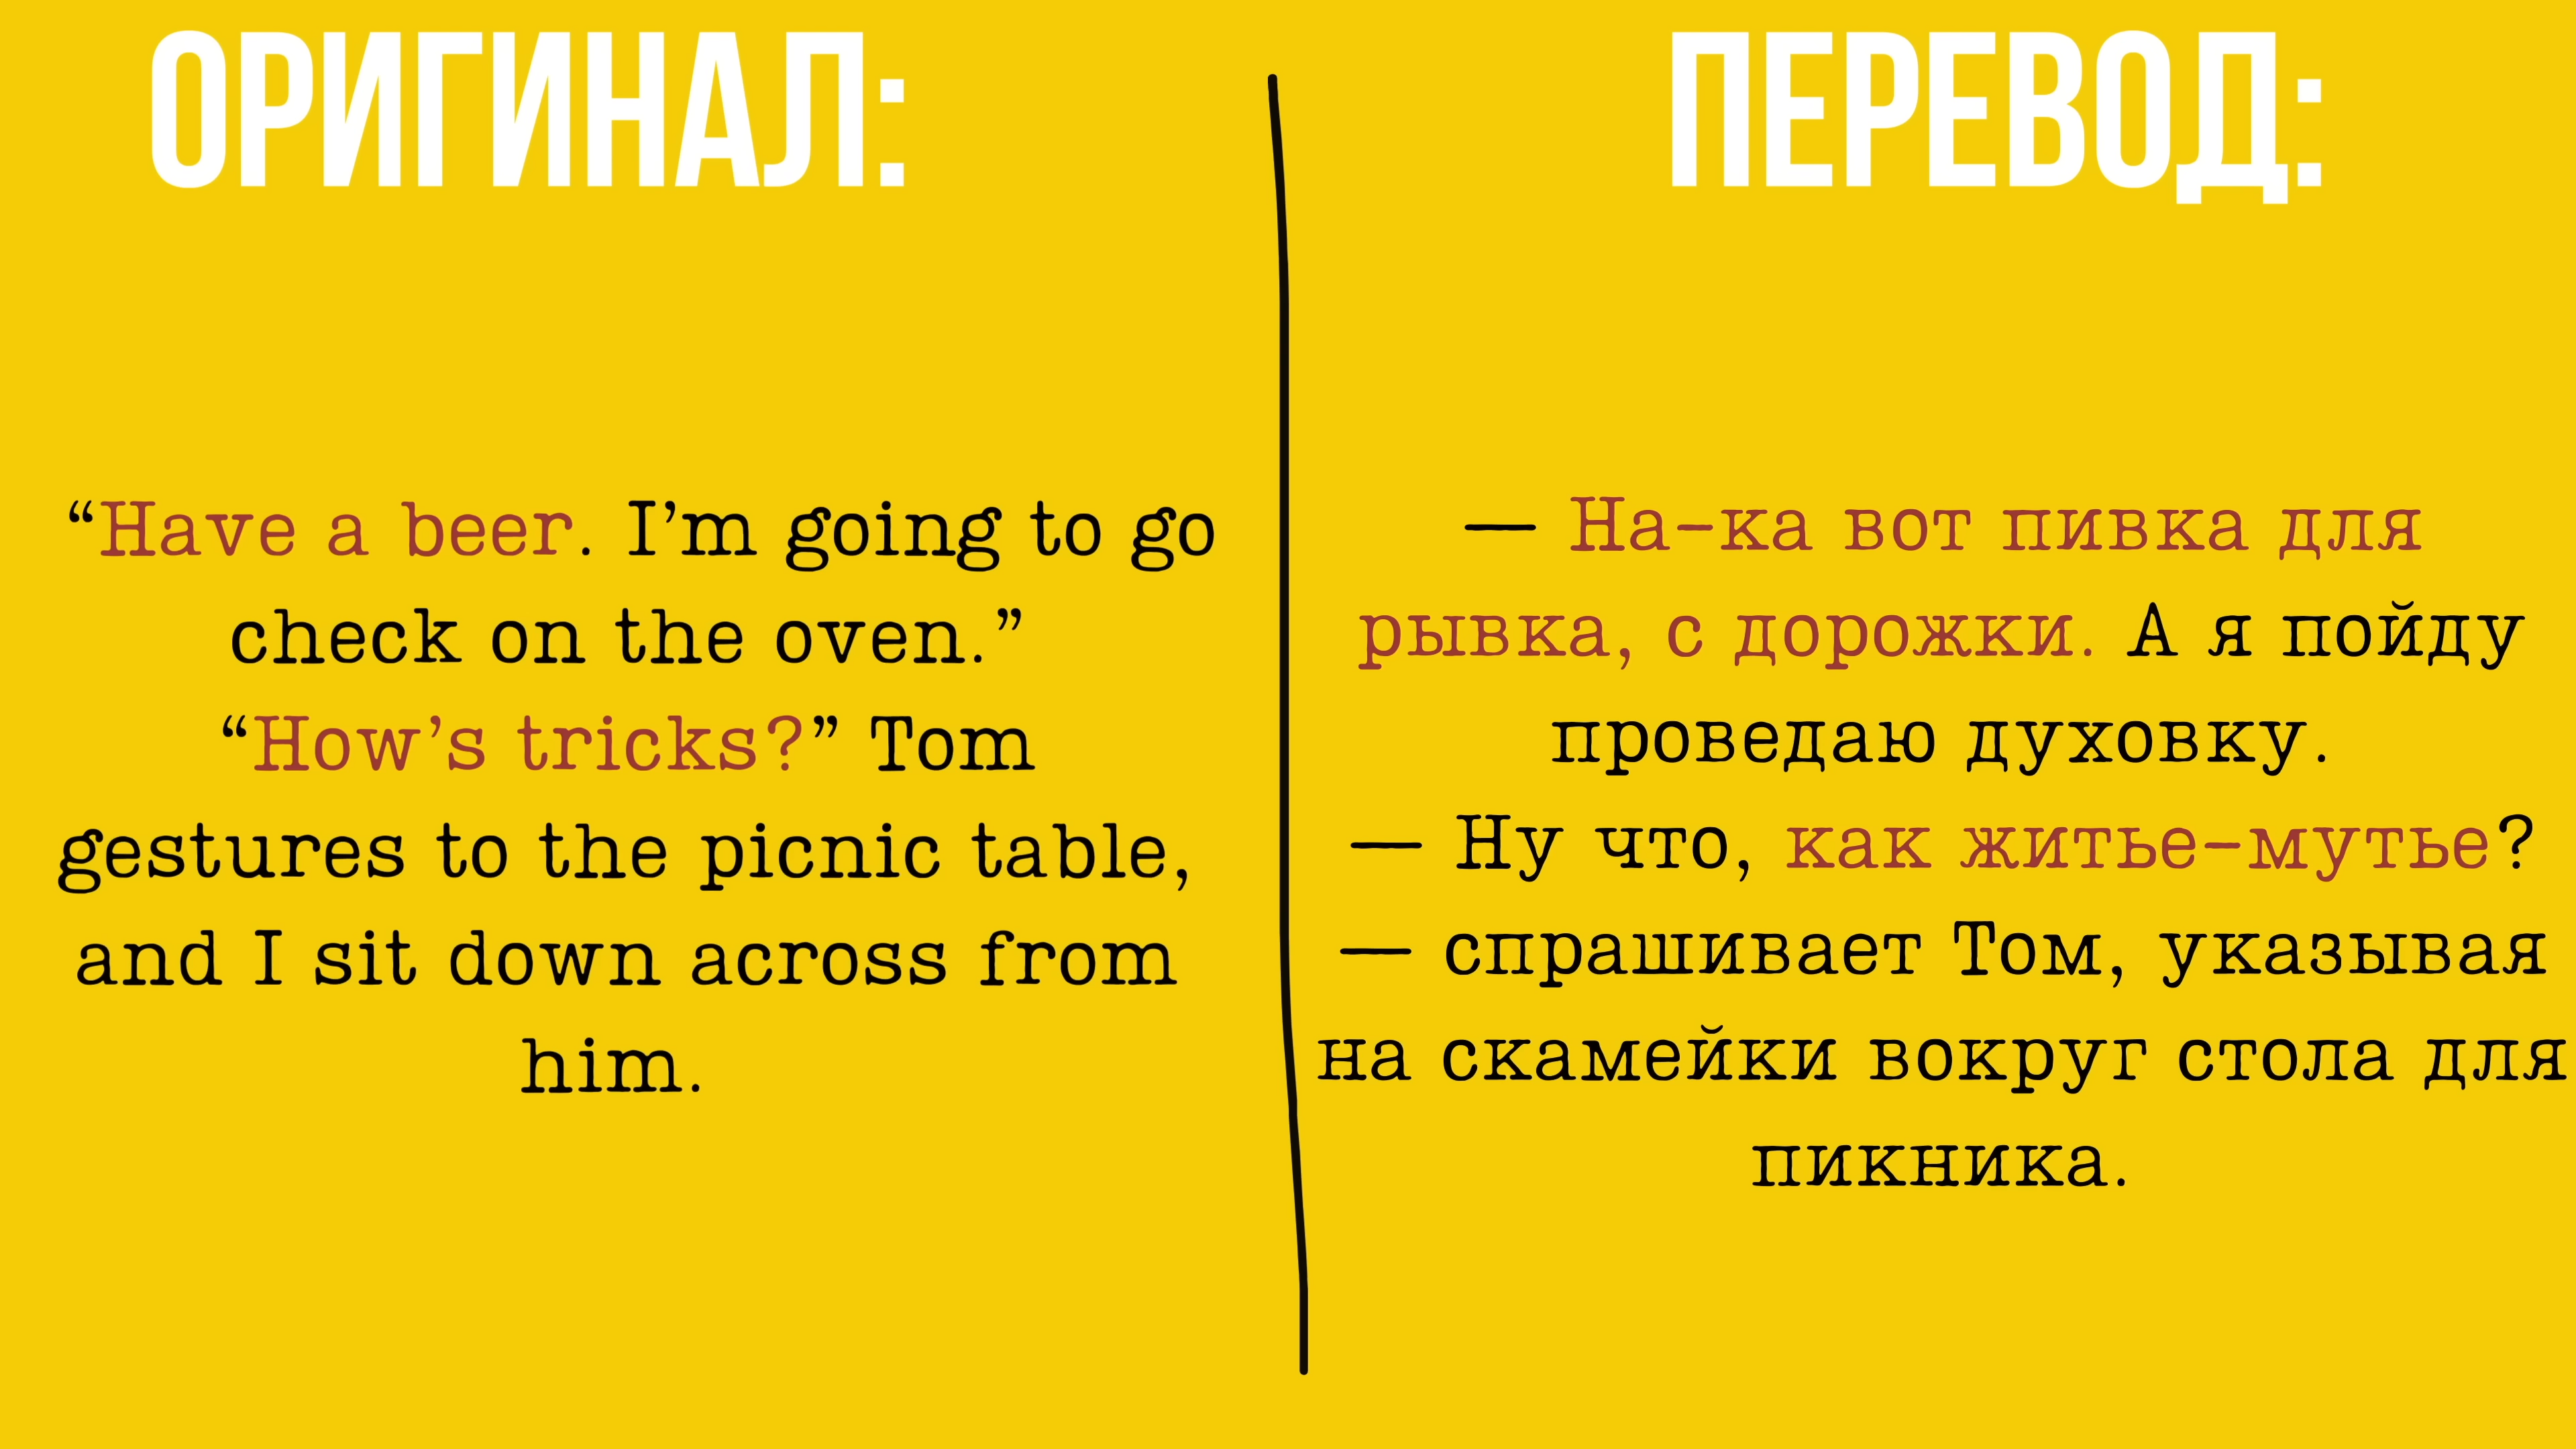 ОРИГИНАЛ:
“Have a beer. I’m going to go
check on the oven.”
“How’s tricks?” Tom
gestures to the picnic table,
and I sit down across from
him.
ПЕРЕВОД:
— На-ка вот пивка для
рывка, с дорожки. А я пойду
проведаю духовку.
— Ну что, как житье-мутье?
— спрашивает Том, указывая
на скамейки вокруг стола для
пикника.